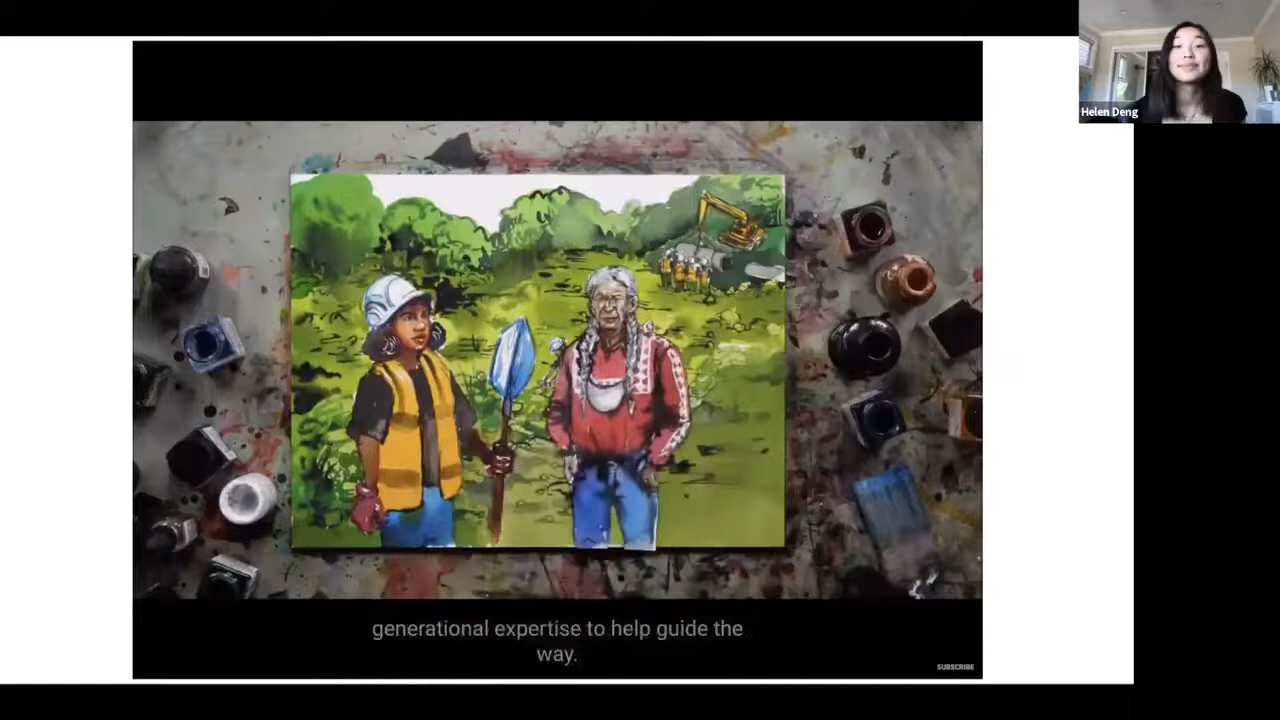 Helen Deng
generational expertise to help guide the
way.
SUBSCRIBE